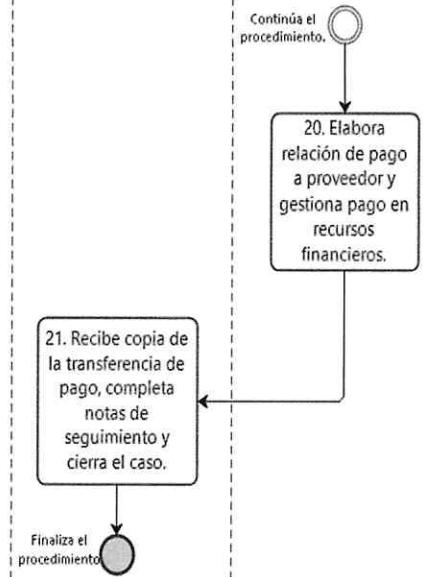 Continúa el
procedimiento.
20. Elabora
relación de pago
a proveedor y
gestiona pago en
recursos
financieros.
21. Recibe copia de
la transferencia de
pago, completa
notas de
seguimiento y
cierra el caso.
Finaliza el
procedimiento